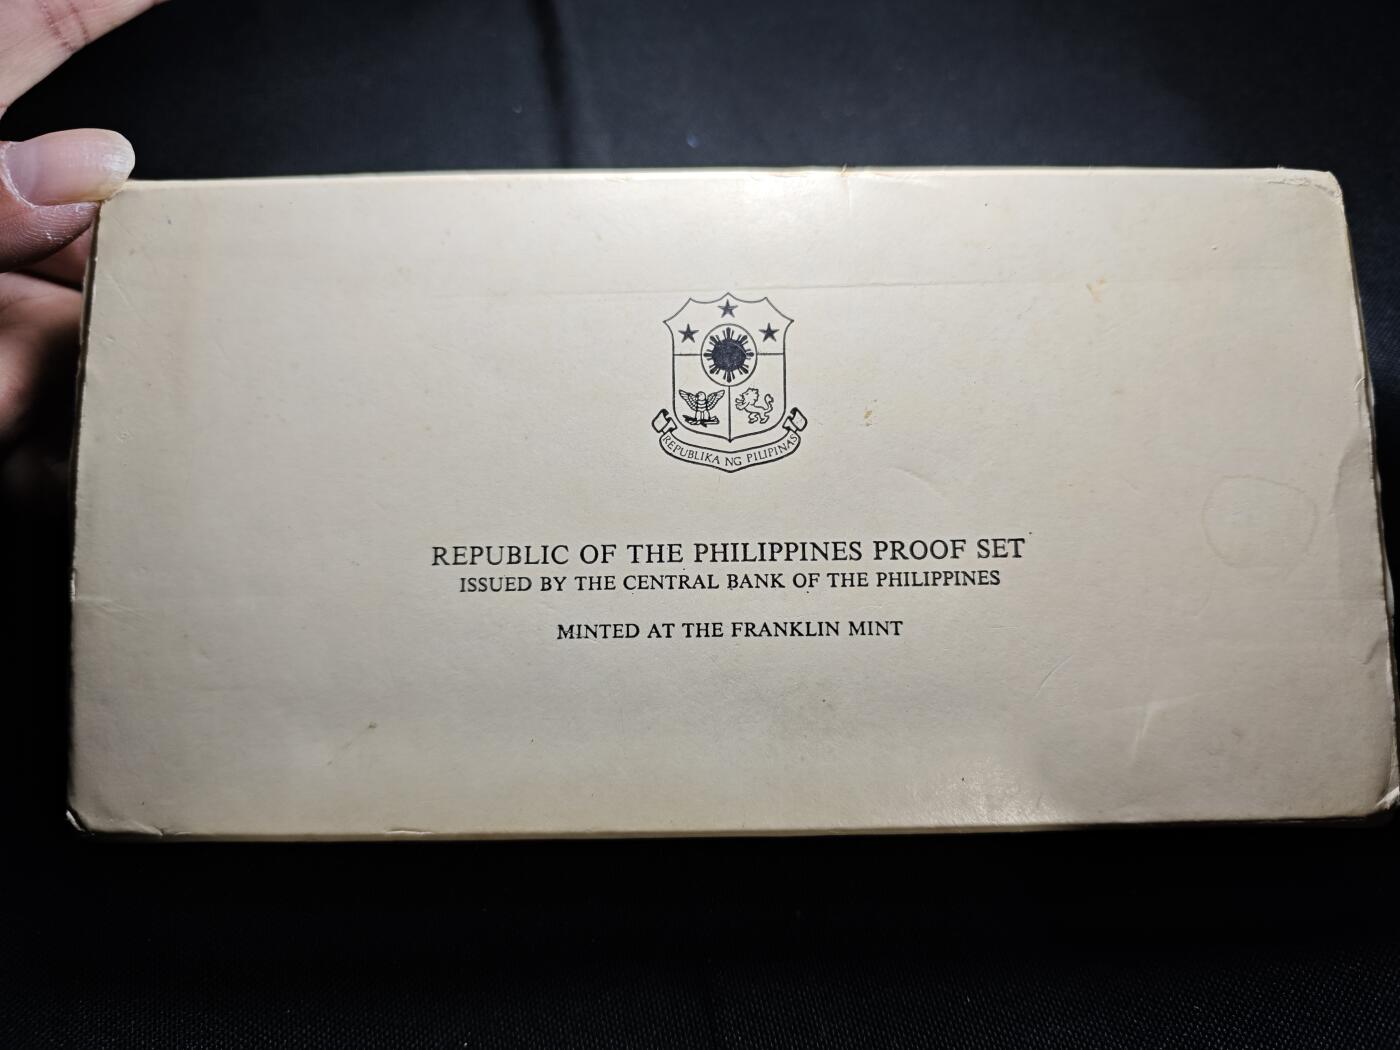 REPUBLIKA NG PILIPINAS
REPUBLIC OF THE PHILIPPINES PROOF SET
ISSUED BY THE CENTRAL BANK OF THE PHILIPPINES
MINTED AT THE FRANKLIN MINT